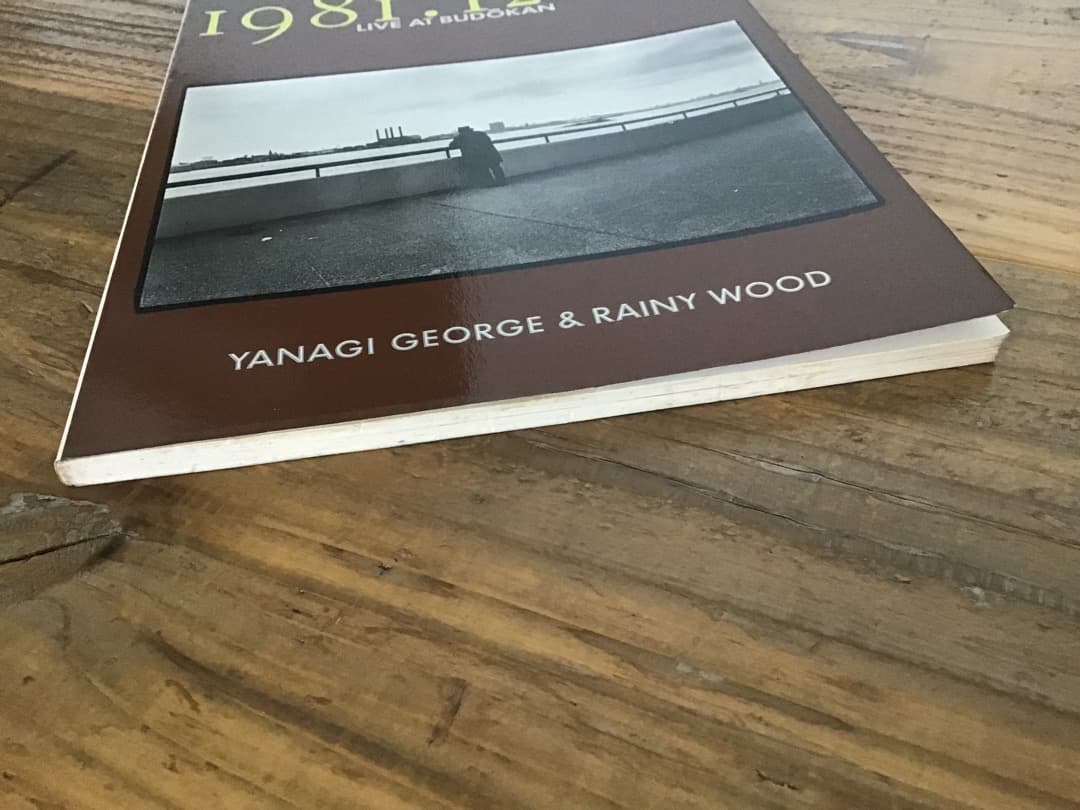 1981.12
LIVE AT BUDOKAN
YANAGI GEORGE & RAINY WOOD